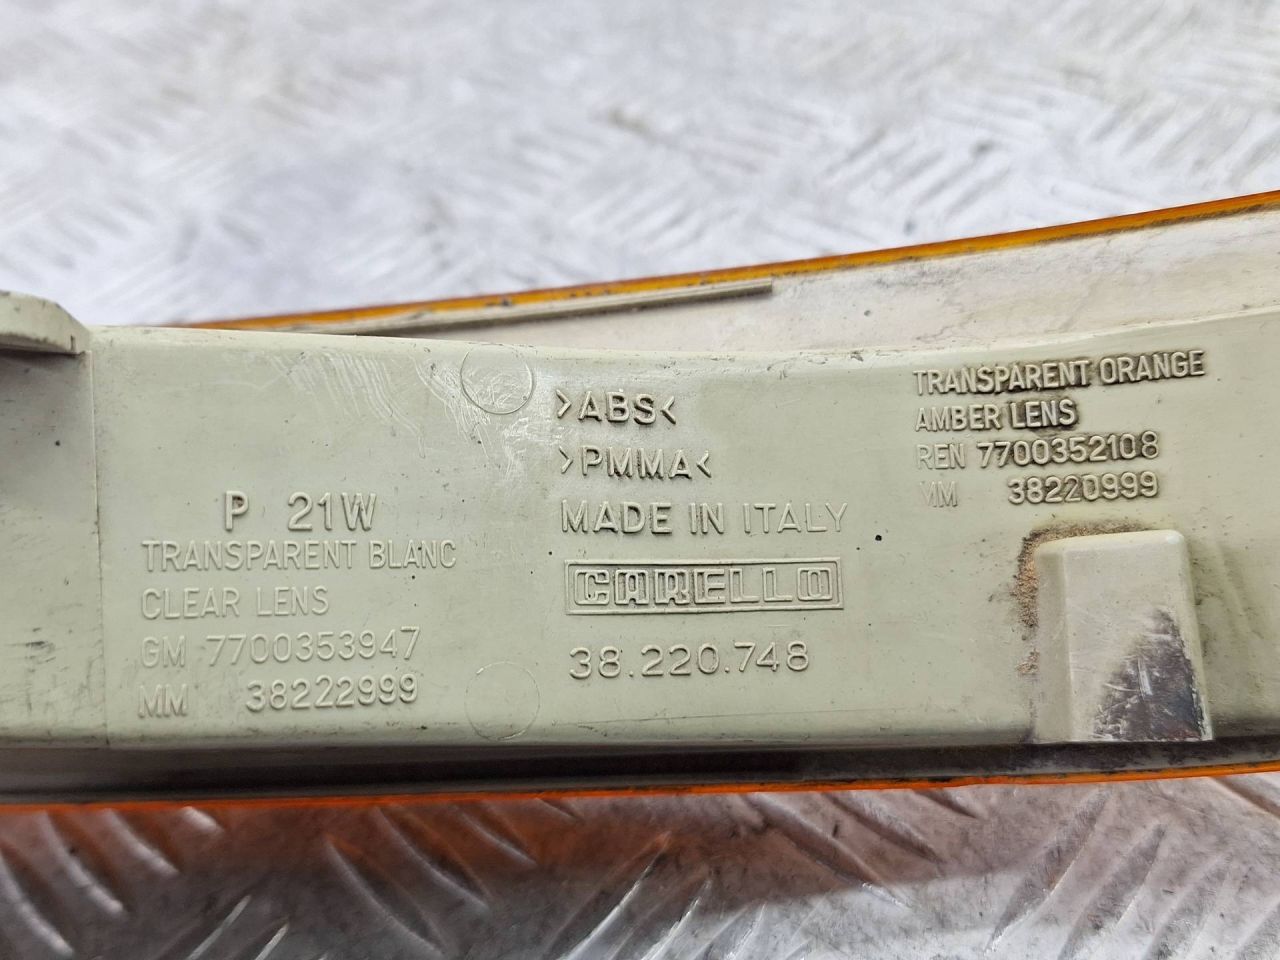 P 21W
TRANSPARENT BLANC
CLEAR LENS
GM 7700353947
MM 38222999
>ABS<
>PMMA<
MADE IN ITALY
CARELLO
38.220.748
TRANSPARENT ORANGE
AMBER LENS
REN 7700352108
MM 38220999